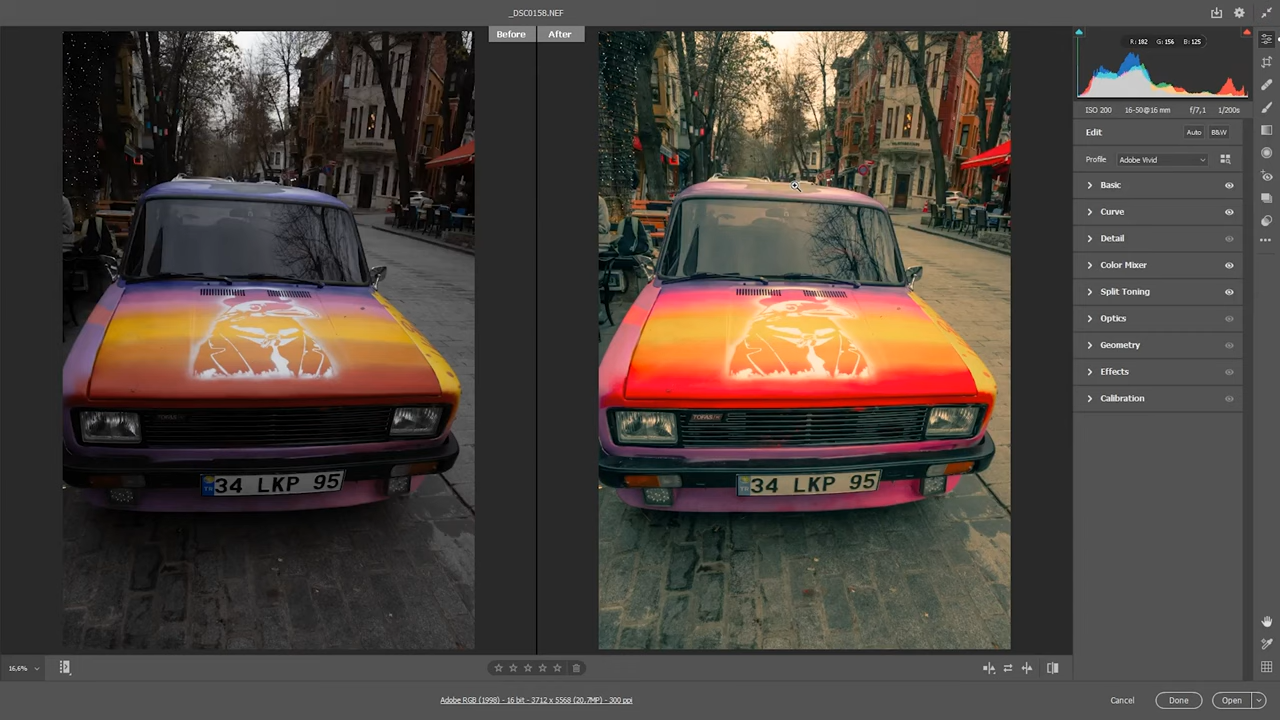 _DSC0158.NEF
Before After
R: 182 G: 156 B: 125
ISO 200 16-50@16 mm f/7,1 1/200s
Edit Auto B&W
Profile Adobe Vivid
Basic
Curve
Detail
Color Mixer
Split Toning
Optics
Geometry
Effects
Calibration
TR 34 LKP 95
TR 34 LKP 95
16,6%
Adobe RGB (1998) - 16 bit - 3712 x 5568 (20,7MP) - 300 ppi
Cancel Done Open